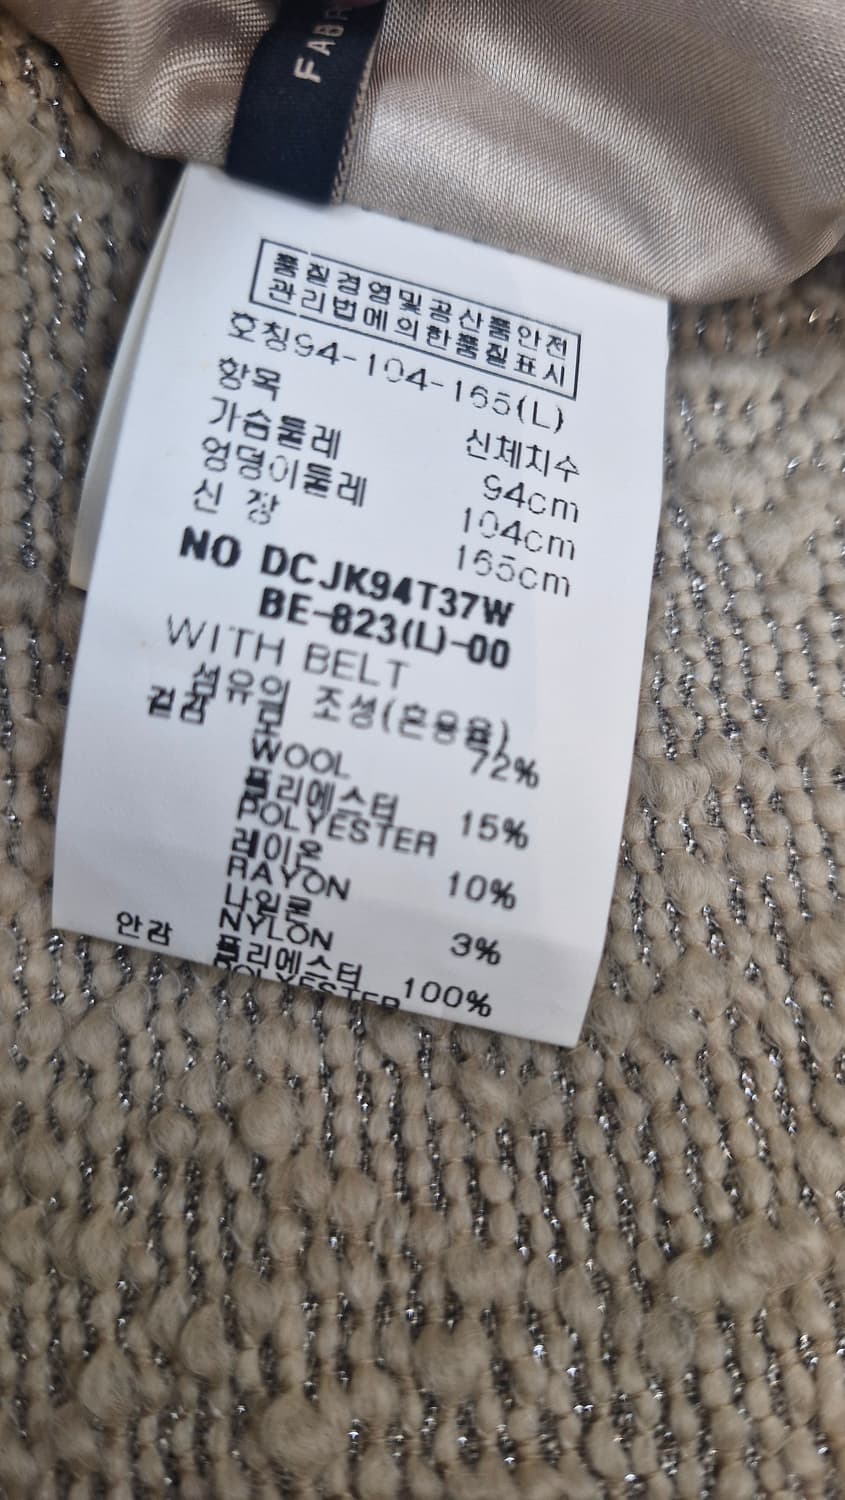 FABR
품질경영및공산품안전
관리법에의한품질표시
호칭94-104-165(L)
항목 신체치수
가슴둘레 94cm
엉덩이둘레 104cm
신 장 165cm
NO DCJK94T37W
BE-823(L)-00
WITH BELT
섬유의 조성(혼용율)
겉감 모 72%
WOOL
폴리에스터 15%
POLYESTER
레이온 10%
RAYON
나일론 3%
NYLON
안감 폴리에스터 100%
POLYESTER